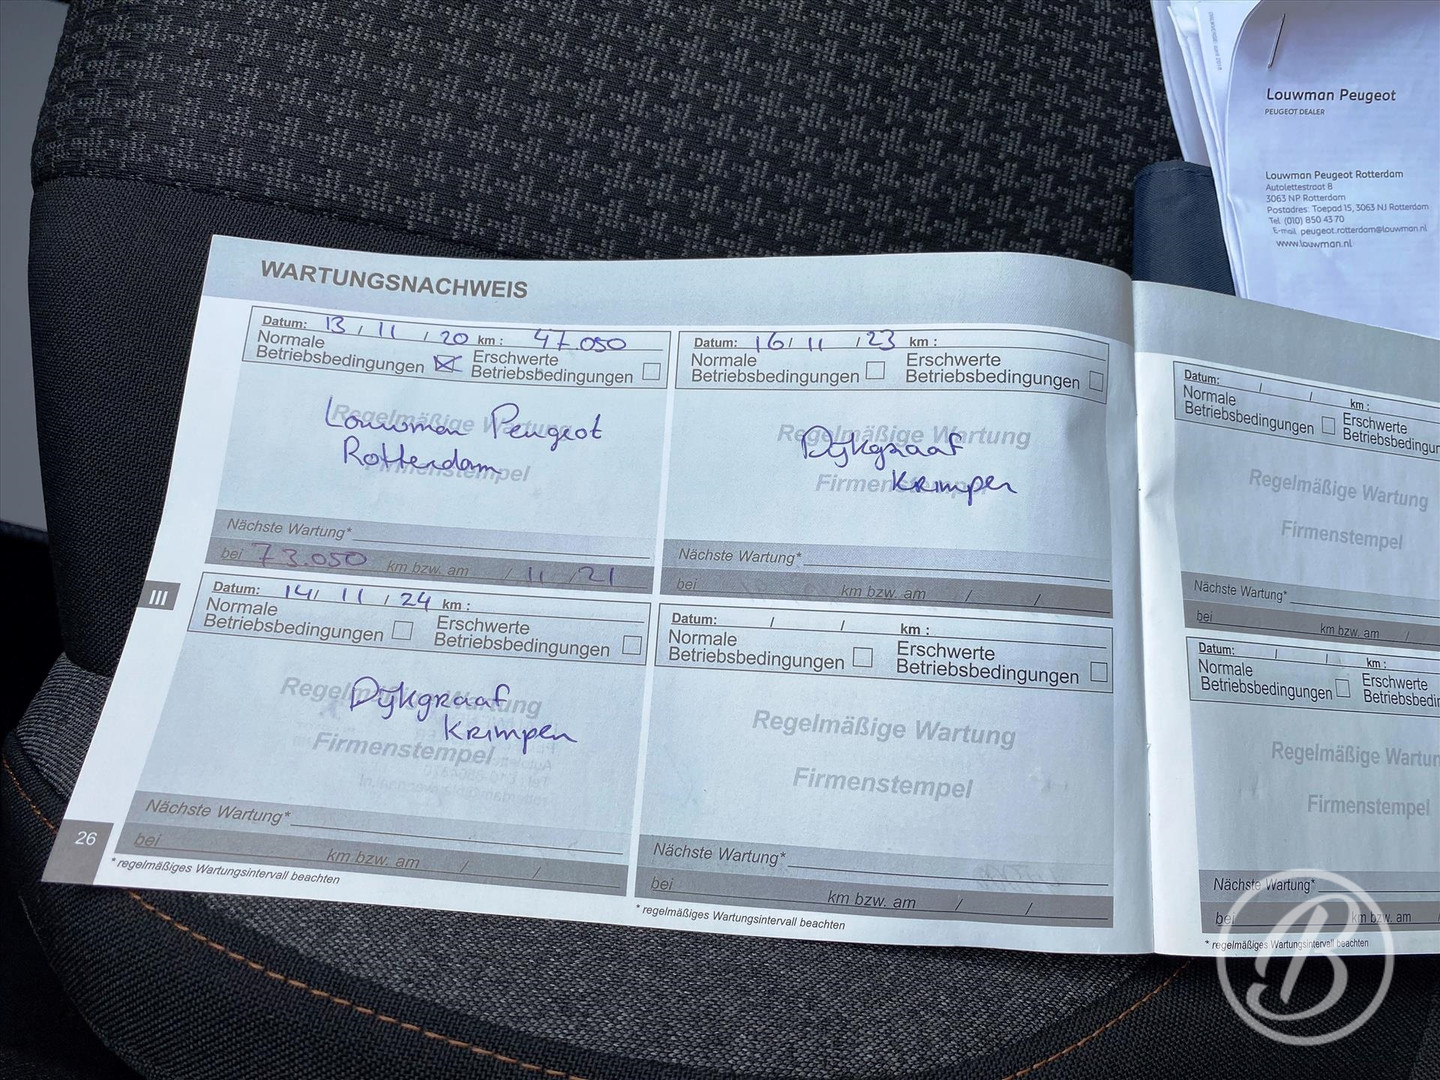 Louwman Peugeot
PEUGEOT DEALER
Louwman Peugeot Rotterdam
Autolettestraat 8
3063 NP Rotterdam
Postadres: Toepad 15, 3063 NJ Rotterdam
Tel. (010) 850 43 70
E-mail peugeot.rotterdam@louwman.nl
www.louwman.nl
WARTUNGSNACHWEIS
Datum: 13 / 11 / 20 km : 47.050
Normale Betriebsbedingungen
Erschwerte Betriebsbedingungen
Regelmäßige Wartung
Louwman Peugeot
Rotterdam
Firmenstempel
Nächste Wartung*
bei 73.050 km bzw. am / 11 / 21
Datum: 16 / 11 / 23 km :
Normale Betriebsbedingungen
Erschwerte Betriebsbedingungen
Regelmäßige Wartung
Dijkgraaf
Krimpen
Firmenstempel
Nächste Wartung*
bei km bzw. am / /
III
Datum: 14 / 11 / 24 km :
Normale Betriebsbedingungen
Erschwerte Betriebsbedingungen
Regelmäßige Wartung
Dijkgraaf
Krimpen
Firmenstempel
Nächste Wartung*
bei km bzw. am / /
* regelmäßiges Wartungsintervall beachten
26
Datum: / / km :
Normale Betriebsbedingungen
Erschwerte Betriebsbedingungen
Regelmäßige Wartung
Firmenstempel
Nächste Wartung*
bei km bzw. am / /
* regelmäßiges Wartungsintervall beachten
Datum: / / km :
Normale Betriebsbedingungen
Erschwerte
Regelmäßige Wartung
Firmenstempel
Nächste Wartung*
bei km bzw. am /
Datum: / / km :
Normale Betriebsbedingungen
Erschwerte
Regelmäßige
Firmenstempel
Nächste Wartung*
bei km bzw. am /
* regelmäßiges Wartungsintervall beachten
B